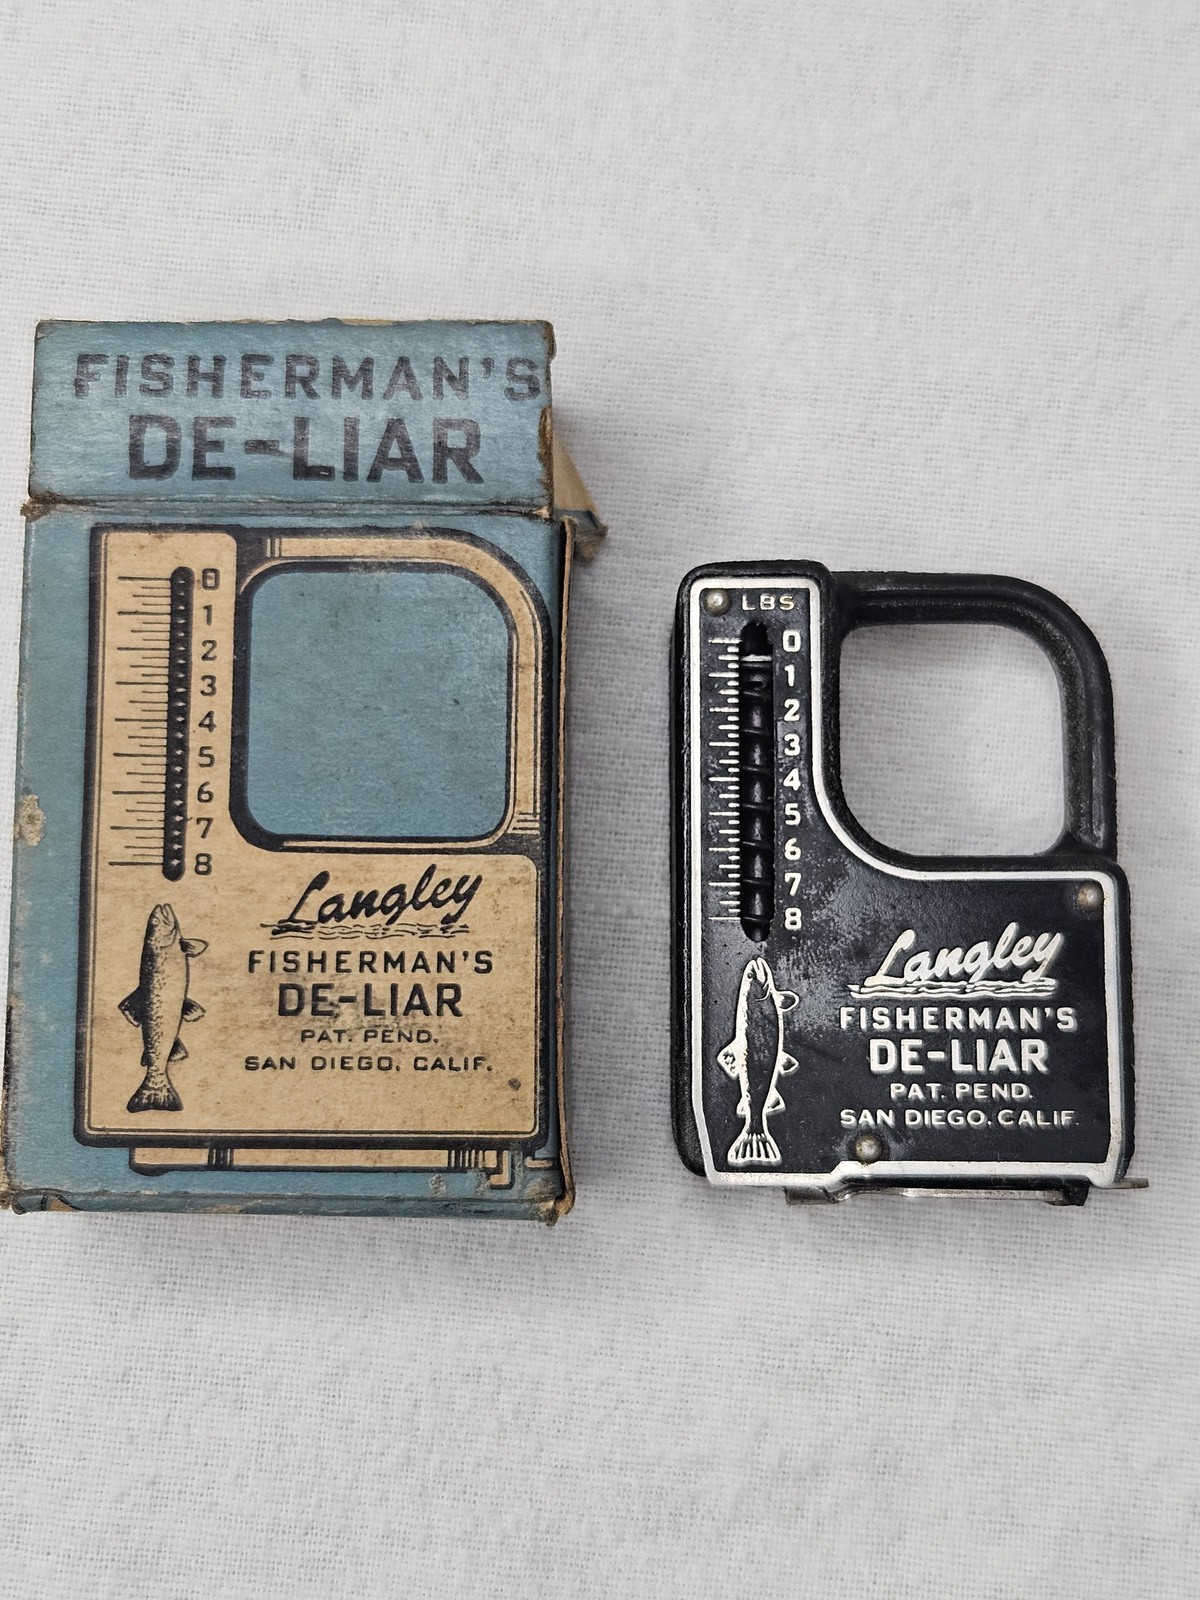 FISHERMAN'S
DE-LIAR
0
1
2
3
4
5
6
7
8
Langley
FISHERMAN'S
DE-LIAR
PAT. PEND.
SAN DIEGO, CALIF.
LBS
0
1
2
3
4
5
6
7
8
Langley
FISHERMAN'S
DE-LIAR
PAT. PEND.
SAN DIEGO. CALIF.